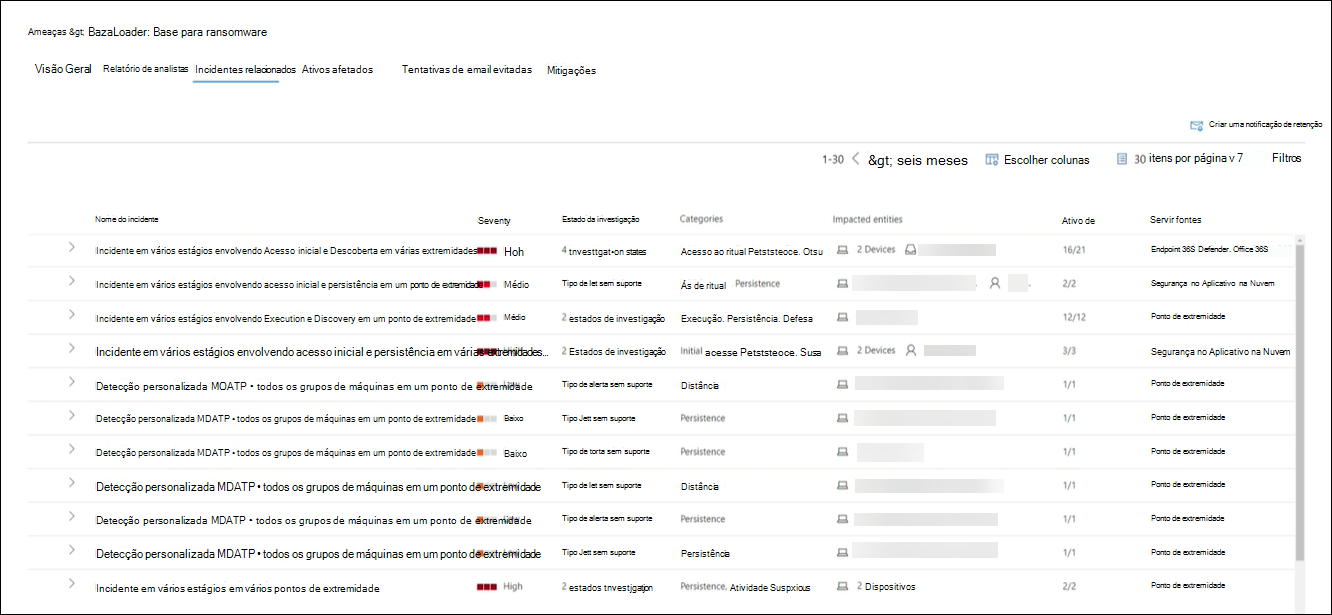 Ameaças &gt; BazaLoader: Base para ransomware
Visão Geral Relatório de analistas Incidentes relacionados Ativos afetados Tentativas de email evitadas Mitigações
Criar uma notificação de retenção
1-30 &gt; seis meses Escolher colunas 30 itens por página v 7 Filtros
Nome do incidente Seventy Estado da investigação Categories Impacted entities Ativo de Servir fontes
Incidente em vários estágios envolvendo Acesso inicial e Descoberta em várias extremidades Hoh 4 tnvesttgat•on states Acesso ao ritual Petststeoce. Otsu 2 Devices 16/21 Endpoint 36S Defender. Office 36S
Incidente em vários estágios envolvendo acesso inicial e persistência em um ponto de extremidade Médio Tipo de let sem suporte Ás de ritual Persistence 2/2 Segurança no Aplicativo na Nuvem
Incidente em vários estágios envolvendo Execution e Discovery em um ponto de extremidade Médio 2 estados de investigação Execução. Persistência. Defesa 12/12 Ponto de extremidade
Incidente em vários estágios envolvendo acesso inicial e persistência em várias extremidades... 2 Estados de investigação Initial acesse Petststeoce. Susa 2 Devices 3/3 Segurança no Aplicativo na Nuvem
Detecção personalizada MOATP • todos os grupos de máquinas em um ponto de extremidade Tipo de alerta sem suporte Distância 1/1 Ponto de extremidade
Detecção personalizada MDATP • todos os grupos de máquinas em um ponto de extremidade Baixo Tipo Jett sem suporte Persistence 1/1 Ponto de extremidade
Detecção personalizada MDATP • todos os grupos de máquinas em um ponto de extremidade Baixo Tipo de torta sem suporte Persistence 1/1 Ponto de extremidade
Detecção personalizada MDATP • todos os grupos de máquinas em um ponto de extremidade Tipo de let sem suporte Distância 1/1 Ponto de extremidade
Detecção personalizada MDATP • todos os grupos de máquinas em um ponto de extremidade Tipo de alerta sem suporte Persistence 1/1 Ponto de extremidade
Detecção personalizada MDATP • todos os grupos de máquinas em um ponto de extremidade Tipo Jett sem suporte Persistência 1/1 Ponto de extremidade
Incidente em vários estágios em vários pontos de extremidade High 2 estados tnvestjgation Persistence, Atividade Suspxious 2 Dispositivos 2/2 Ponto de extremidade